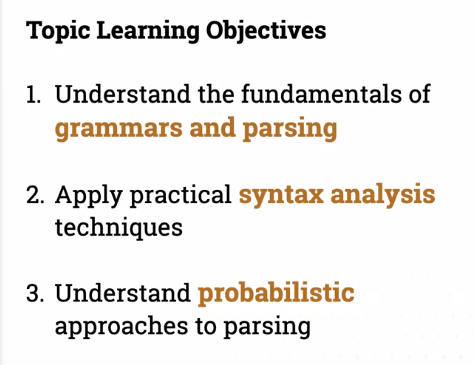 Topic Learning Objectives
1. Understand the fundamentals of
grammars and parsing
2. Apply practical syntax analysis
techniques
3. Understand probabilistic
approaches to parsing